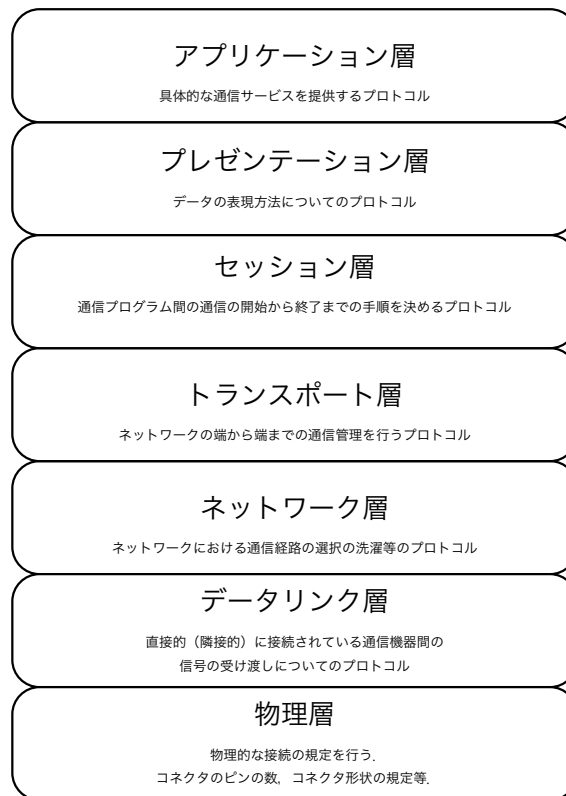 アプリケーション層
具体的な通信サービスを提供するプロトコル
プレゼンテーション層
データの表現方法についてのプロトコル
セッション層
通信プログラム間の通信の開始から終了までの手順を決めるプロトコル
トランスポート層
ネットワークの端から端までの通信管理を行うプロトコル
ネットワーク層
ネットワークにおける通信経路の選択の洗濯等のプロトコル
データリンク層
直接的（隣接的）に接続されている通信機器間の
信号の受け渡しについてのプロトコル
物理層
物理的な接続の規定を行う．
コネクタのピンの数，コネクタ形状の規定等．